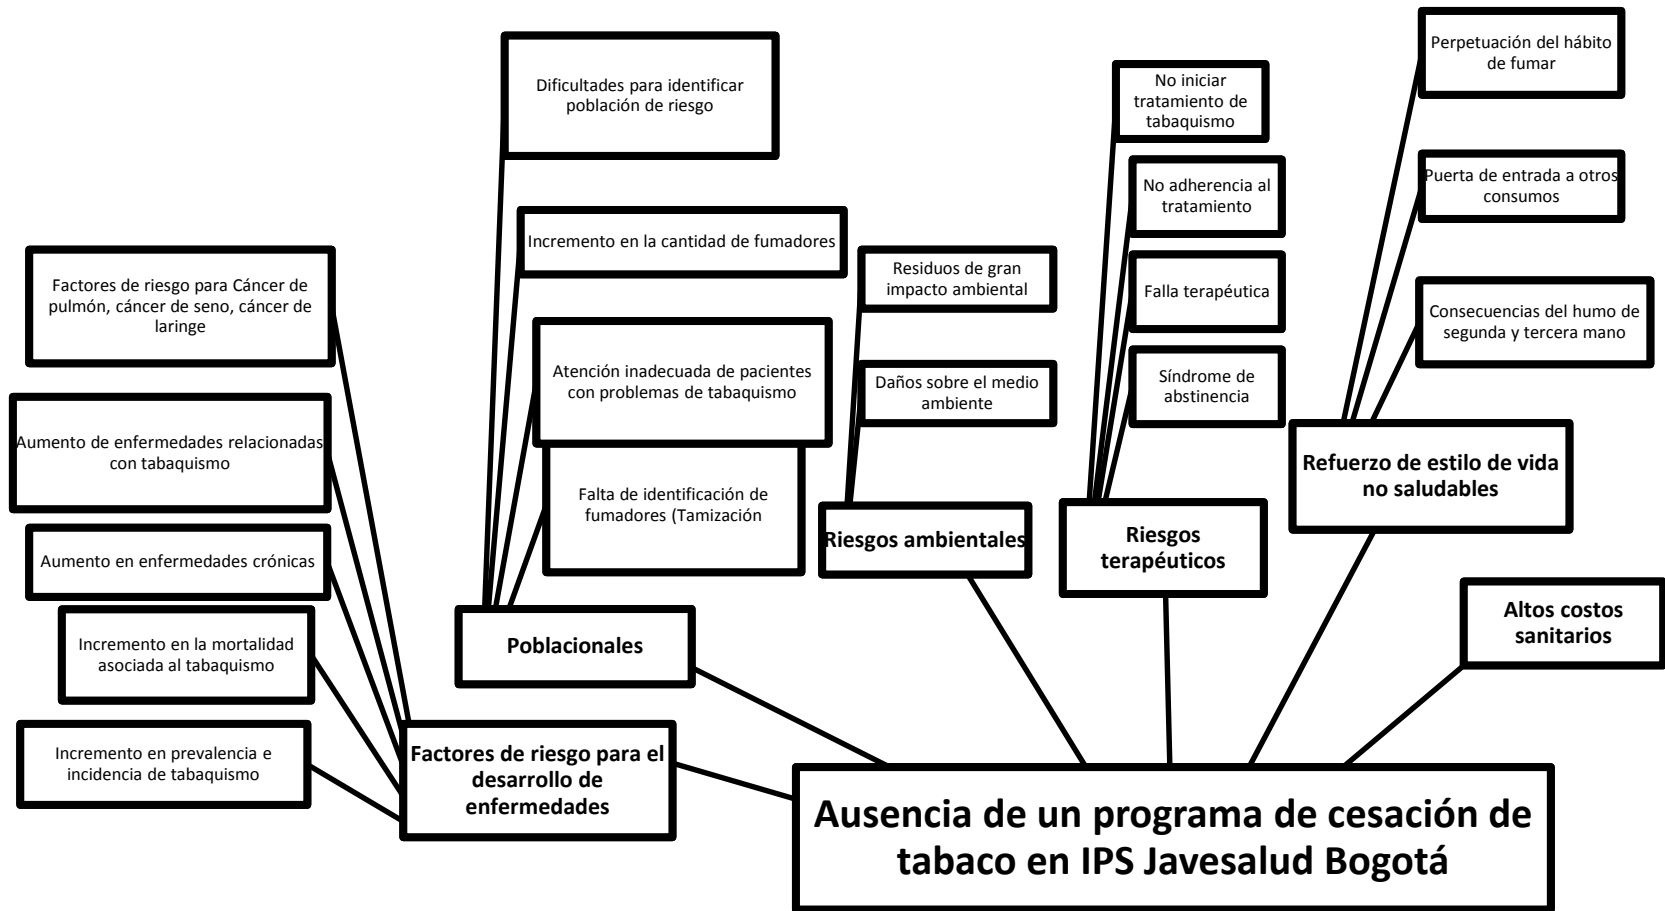 Perpetuación del hábito
de fumar
Dificultades para identificar
población de riesgo
No iniciar
tratamiento de
tabaquismo
Puerta de entrada a otros
consumos
No adherencia al
tratamiento
Incremento en la cantidad de fumadores
Residuos de gran
impacto ambiental
Factores de riesgo para Cáncer de
pulmón, cáncer de seno, cáncer de
laringe
Falla terapéutica
Consecuencias del humo de
segunda y tercera mano
Atención inadecuada de pacientes
con problemas de tabaquismo
Daños sobre el medio
ambiente
Síndrome de
abstinencia
Aumento de enfermedades relacionadas
con tabaquismo
Falta de identificación de
fumadores (Tamización
Refuerzo de estilo de vida
no saludables
Riesgos ambientales
Riesgos
terapéuticos
Aumento en enfermedades crónicas
Altos costos
sanitarios
Incremento en la mortalidad
asociada al tabaquismo
Poblacionales
Incremento en prevalencia e
incidencia de tabaquismo
Factores de riesgo para el
desarrollo de
enfermedades
Ausencia de un programa de cesación de
tabaco en IPS Javesalud Bogotá